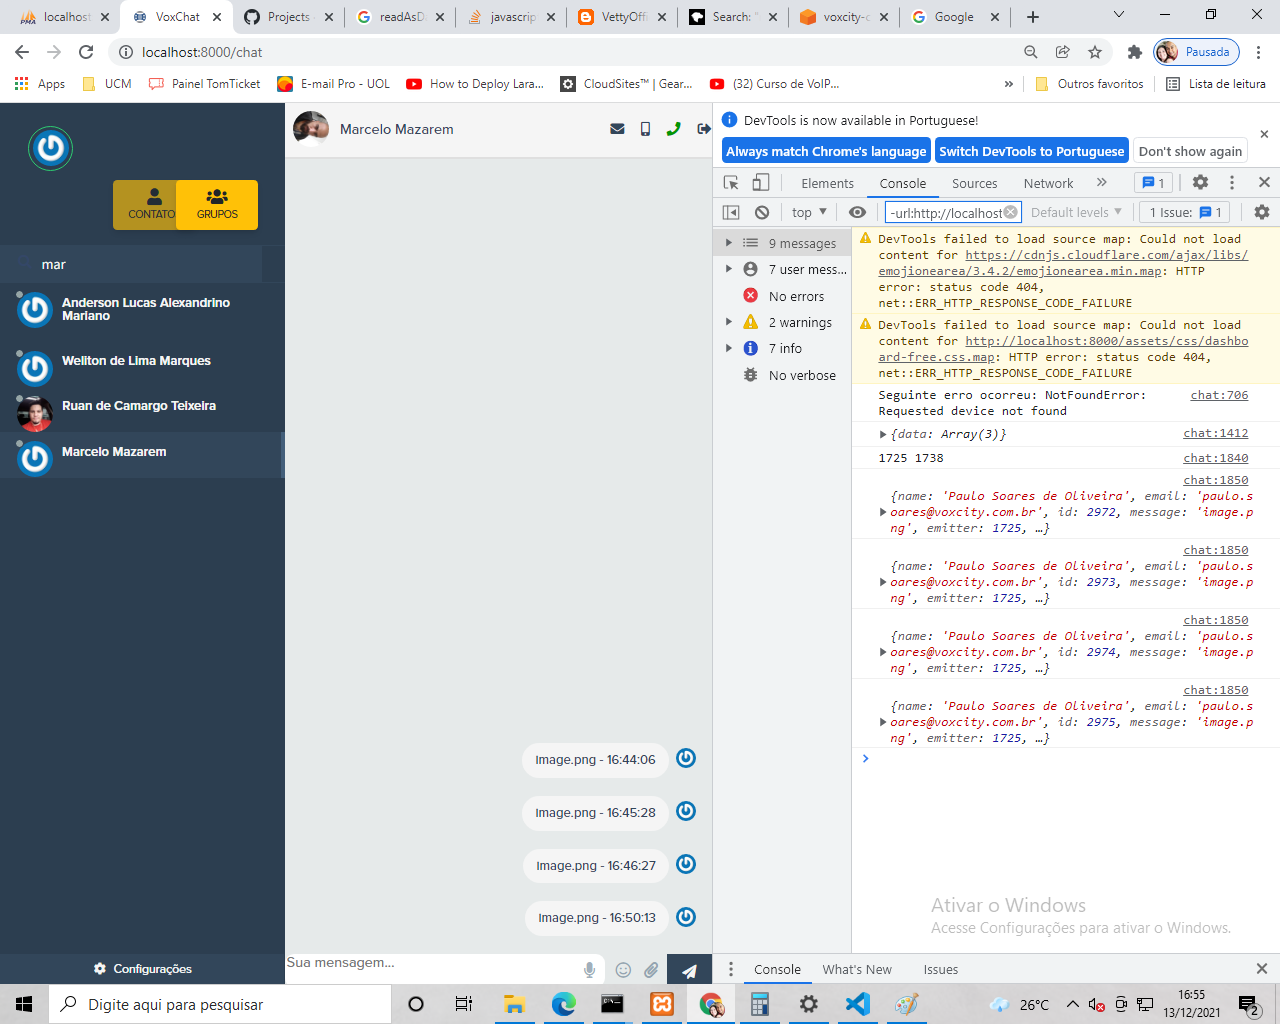 localhost
VoxChat
Projects
readAsDa
javascrip
VettyOffi
Search: "
voxcity-c
Google
localhost:8000/chat
Pausada
Apps
UCM
Painel TomTicket
E-mail Pro - UOL
How to Deploy Lara...
CloudSites™ | Gear...
(32) Curso de VoIP...
»
Outros favoritos
Lista de leitura
CONTATO
GRUPOS
mar
Anderson Lucas Alexandrino
Mariano
Weliton de Lima Marques
Ruan de Camargo Teixeira
Marcelo Mazarem
Configurações
Marcelo Mazarem
Image.png - 16:44:06
Image.png - 16:45:28
Image.png - 16:46:27
Image.png - 16:50:13
Sua mensagem...
DevTools is now available in Portuguese!
Always match Chrome's language
Switch DevTools to Portuguese
Don't show again
Elements
Console
Sources
Network
»
1
top
-url:http://localhost
Default levels
1 Issue: 1
9 messages
7 user mess...
No errors
2 warnings
7 info
No verbose
DevTools failed to load source map: Could not load
content for https://cdnjs.cloudflare.com/ajax/libs/
emojionearea/3.4.2/emojionearea.min.map: HTTP
error: status code 404,
net::ERR_HTTP_RESPONSE_CODE_FAILURE
DevTools failed to load source map: Could not load
content for http://localhost:8000/assets/css/dashbo
ard-free.css.map: HTTP error: status code 404,
net::ERR_HTTP_RESPONSE_CODE_FAILURE
Seguinte erro ocorreu: NotFoundError: chat:706
Requested device not found
{data: Array(3)} chat:1412
1725 1738 chat:1840
chat:1850
{name: 'Paulo Soares de Oliveira', email: 'paulo.s
oares@voxcity.com.br', id: 2972, message: 'image.p
ng', emitter: 1725, …}
chat:1850
{name: 'Paulo Soares de Oliveira', email: 'paulo.s
oares@voxcity.com.br', id: 2973, message: 'image.p
ng', emitter: 1725, …}
chat:1850
{name: 'Paulo Soares de Oliveira', email: 'paulo.s
oares@voxcity.com.br', id: 2974, message: 'image.p
ng', emitter: 1725, …}
chat:1850
{name: 'Paulo Soares de Oliveira', email: 'paulo.s
oares@voxcity.com.br', id: 2975, message: 'image.p
ng', emitter: 1725, …}
Ativar o Windows
Acesse Configurações para ativar o Windows.
Console
What's New
Issues
Digite aqui para pesquisar
26°C
16:55
13/12/2021
2